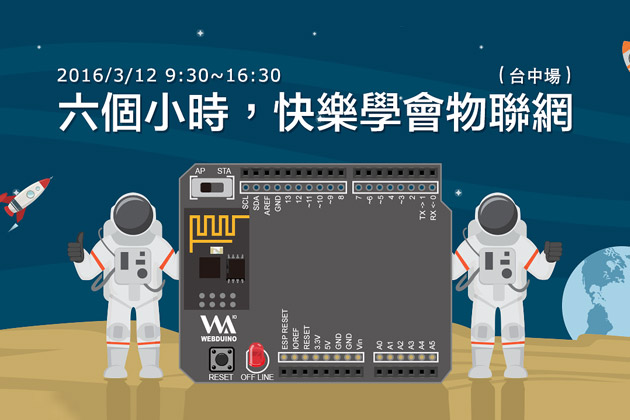 2016/3/12 9:30~16:30
（台中場）
六個小時，快樂學會物聯網
AP STA
SCL SDA AREF GND 13 12 ~11 ~10 ~9 8 7 ~6 ~5 4 ~3 2 TX -> 1 RX <- 0
WA
WEBDUINO
ESP RESET IOREF RESET 3.3V 5V GND GND Vin A0 A1 A2 A3 A4 A5
RESET OFF LINE